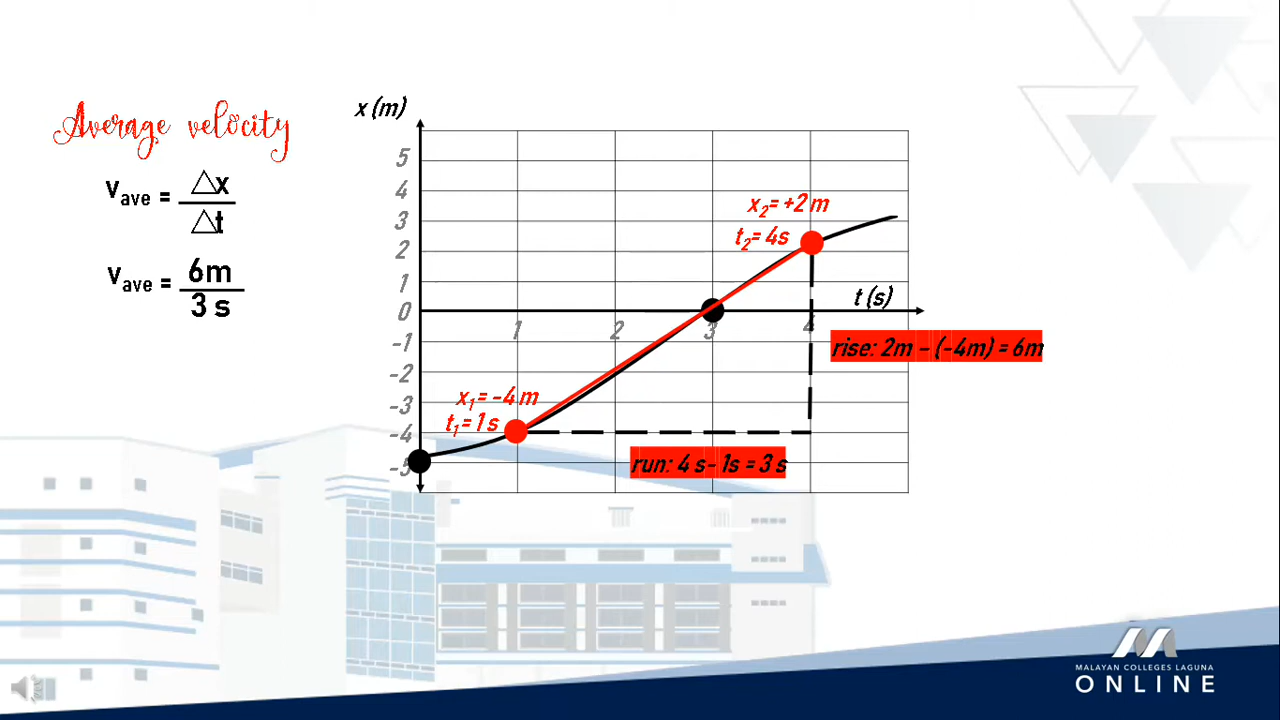 Average velocity
v_ave = △x / △t
v_ave = 6m / 3 s
x (m)
5
4
3
2
1
0
-1
-2
-3
-4
-5
1 2 3 4
t (s)
x₂= +2 m
t₂= 4s
x₁= -4 m
t₁= 1 s
rise: 2m – (-4m) = 6m
run: 4 s- 1s = 3 s
MALAYAN COLLEGES LAGUNA
ONLINE